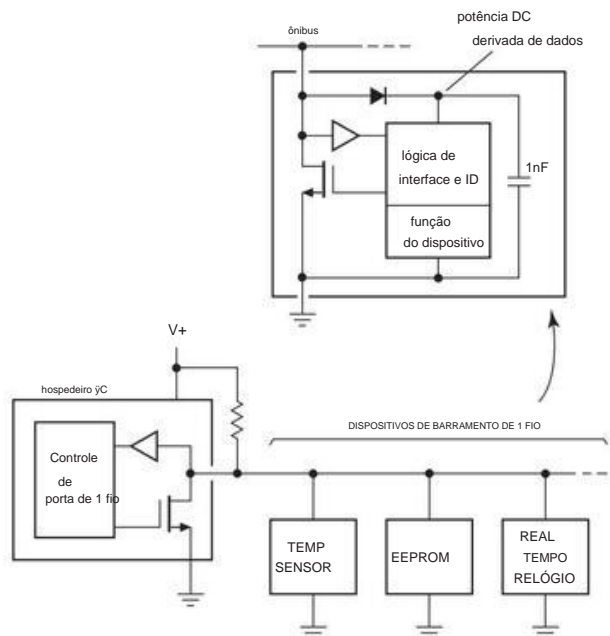 potência DC
derivada de dados
ônibus
lógica de
interface e ID
1nF
função
do dispositivo
V+
hospedeiro ÿC
DISPOSITIVOS DE BARRAMENTO DE 1 FIO
Controle
de
porta de 1 fio
TEMP
SENSOR
EEPROM
REAL
TEMPO
RELÓGIO